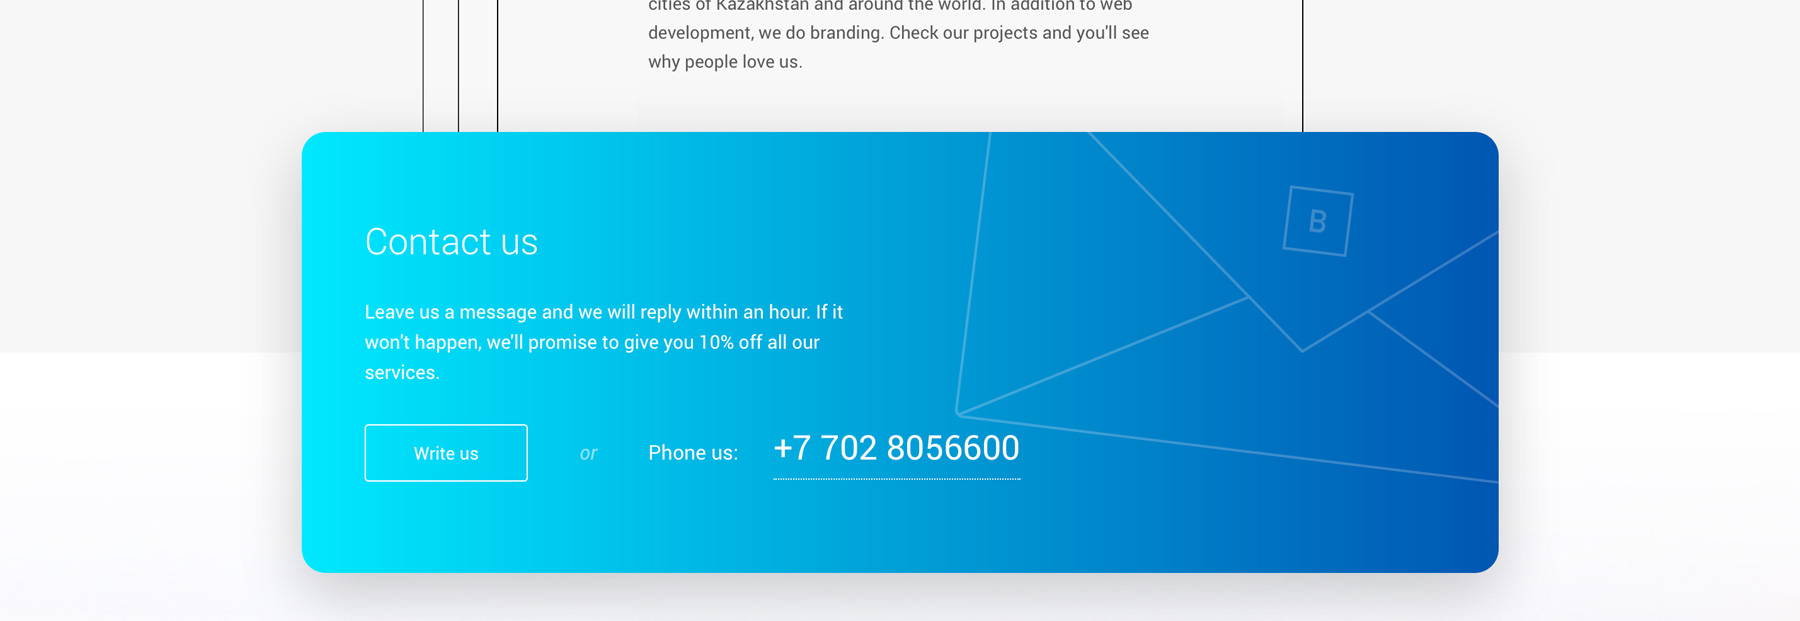 cities of Kazakhstan and around the world. In addition to web
development, we do branding. Check our projects and you'll see
why people love us.
Contact us
B
Leave us a message and we will reply within an hour. If it
won't happen, we'll promise to give you 10% off all our
services.
Write us or Phone us: +7 702 8056600